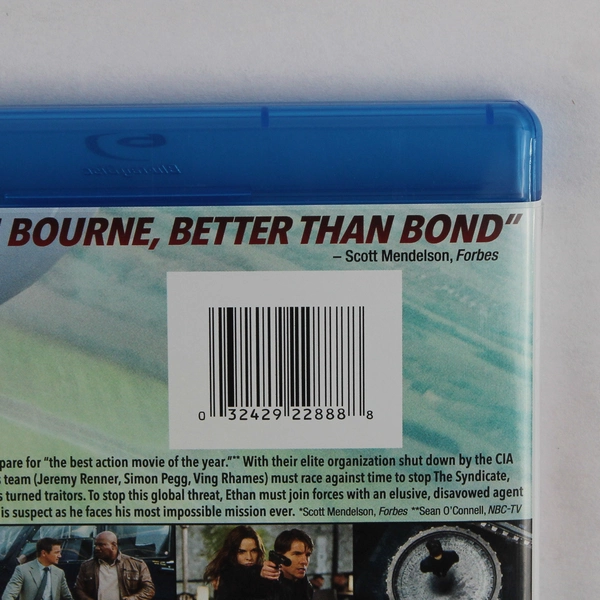 Blu-ray Disc
BOURNE, BETTER THAN BOND"
– Scott Mendelson, Forbes
0 32429 22888 8
pare for “the best action movie of the year.”** With their elite organization shut down by the CIA
team (Jeremy Renner, Simon Pegg, Ving Rhames) must race against time to stop The Syndicate,
turned traitors. To stop this global threat, Ethan must join forces with an elusive, disavowed agent
is suspect as he faces his most impossible mission ever. *Scott Mendelson, Forbes **Sean O’Connell, NBC-TV